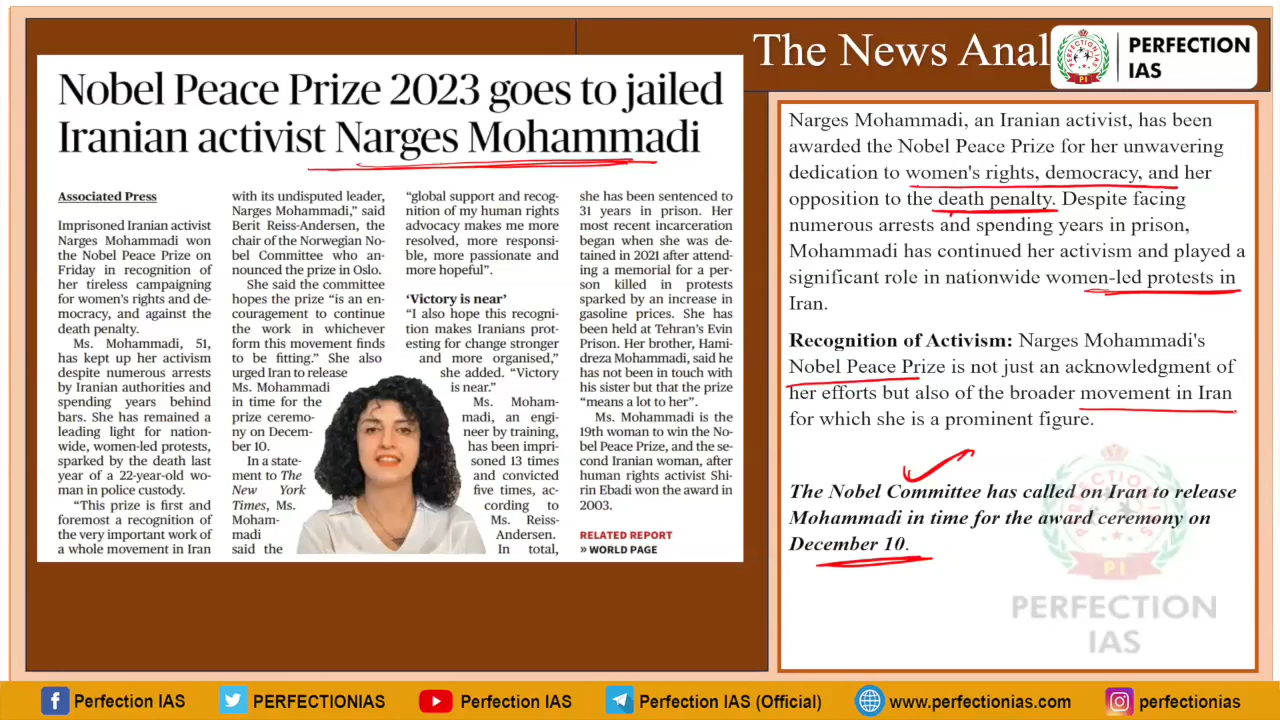 The News Anal
PERFECTION
IAS
PERFECTION IAS
PI
Nobel Peace Prize 2023 goes to jailed
Iranian activist Narges Mohammadi
Associated Press
Imprisoned Iranian activist
Narges Mohammadi won
the Nobel Peace Prize on
Friday in recognition of
her tireless campaigning
for women's rights and de-
mocracy, and against the
death penalty.
Ms. Mohammadi, 51,
has kept up her activism
despite numerous arrests
by Iranian authorities and
spending years behind
bars. She has remained a
leading light for nation-
wide, women-led protests,
sparked by the death last
year of a 22-year-old wo-
man in police custody.
“This prize is first and
foremost a recognition of
the very important work of
a whole movement in Iran
with its undisputed leader,
Narges Mohammadi,” said
Berit Reiss-Andersen, the
chair of the Norwegian No-
bel Committee who an-
nounced the prize in Oslo.
She said the committee
hopes the prize “is an en-
couragement to continue
the work in whichever
form this movement finds
to be fitting.” She also
urged Iran to release
Ms. Mohammadi
in time for the
prize ceremo-
ny on Decem-
ber 10.
In a state-
ment to The
New York
Times, Ms.
Moham-
madi
said the
“global support and recog-
nition of my human rights
advocacy makes me more
resolved, more responsi-
ble, more passionate and
more hopeful”.
‘Victory is near’
“I also hope this recogni-
tion makes Iranians prot-
esting for change stronger
and more organised,”
she added. “Victory
is near.”
Ms. Moham-
madi, an engi-
neer by training,
has been impri-
soned 13 times
and convicted
five times, ac-
cording to
Ms. Reiss-
Andersen.
In total,
she has been sentenced to
31 years in prison. Her
most recent incarceration
began when she was de-
tained in 2021 after attend-
ing a memorial for a per-
son killed in protests
sparked by an increase in
gasoline prices. She has
been held at Tehran's Evin
Prison. Her brother, Hami-
dreza Mohammadi, said he
has not been in touch with
his sister but that the prize
“means a lot to her”.
Ms. Mohammadi is the
19th woman to win the No-
bel Peace Prize, and the se-
cond Iranian woman, after
human rights activist Shi-
rin Ebadi won the award in
2003.
RELATED REPORT
» WORLD PAGE
Narges Mohammadi, an Iranian activist, has been
awarded the Nobel Peace Prize for her unwavering
dedication to women's rights, democracy, and her
opposition to the death penalty. Despite facing
numerous arrests and spending years in prison,
Mohammadi has continued her activism and played a
significant role in nationwide women-led protests in
Iran.
Recognition of Activism: Narges Mohammadi's
Nobel Peace Prize is not just an acknowledgment of
her efforts but also of the broader movement in Iran
for which she is a prominent figure.
The Nobel Committee has called on Iran to release
Mohammadi in time for the award ceremony on
December 10.
PERFECTION IAS
PI
PERFECTION
IAS
Perfection IAS
PERFECTIONIAS
Perfection IAS
Perfection IAS (Official)
www.perfectionias.com
perfectionias